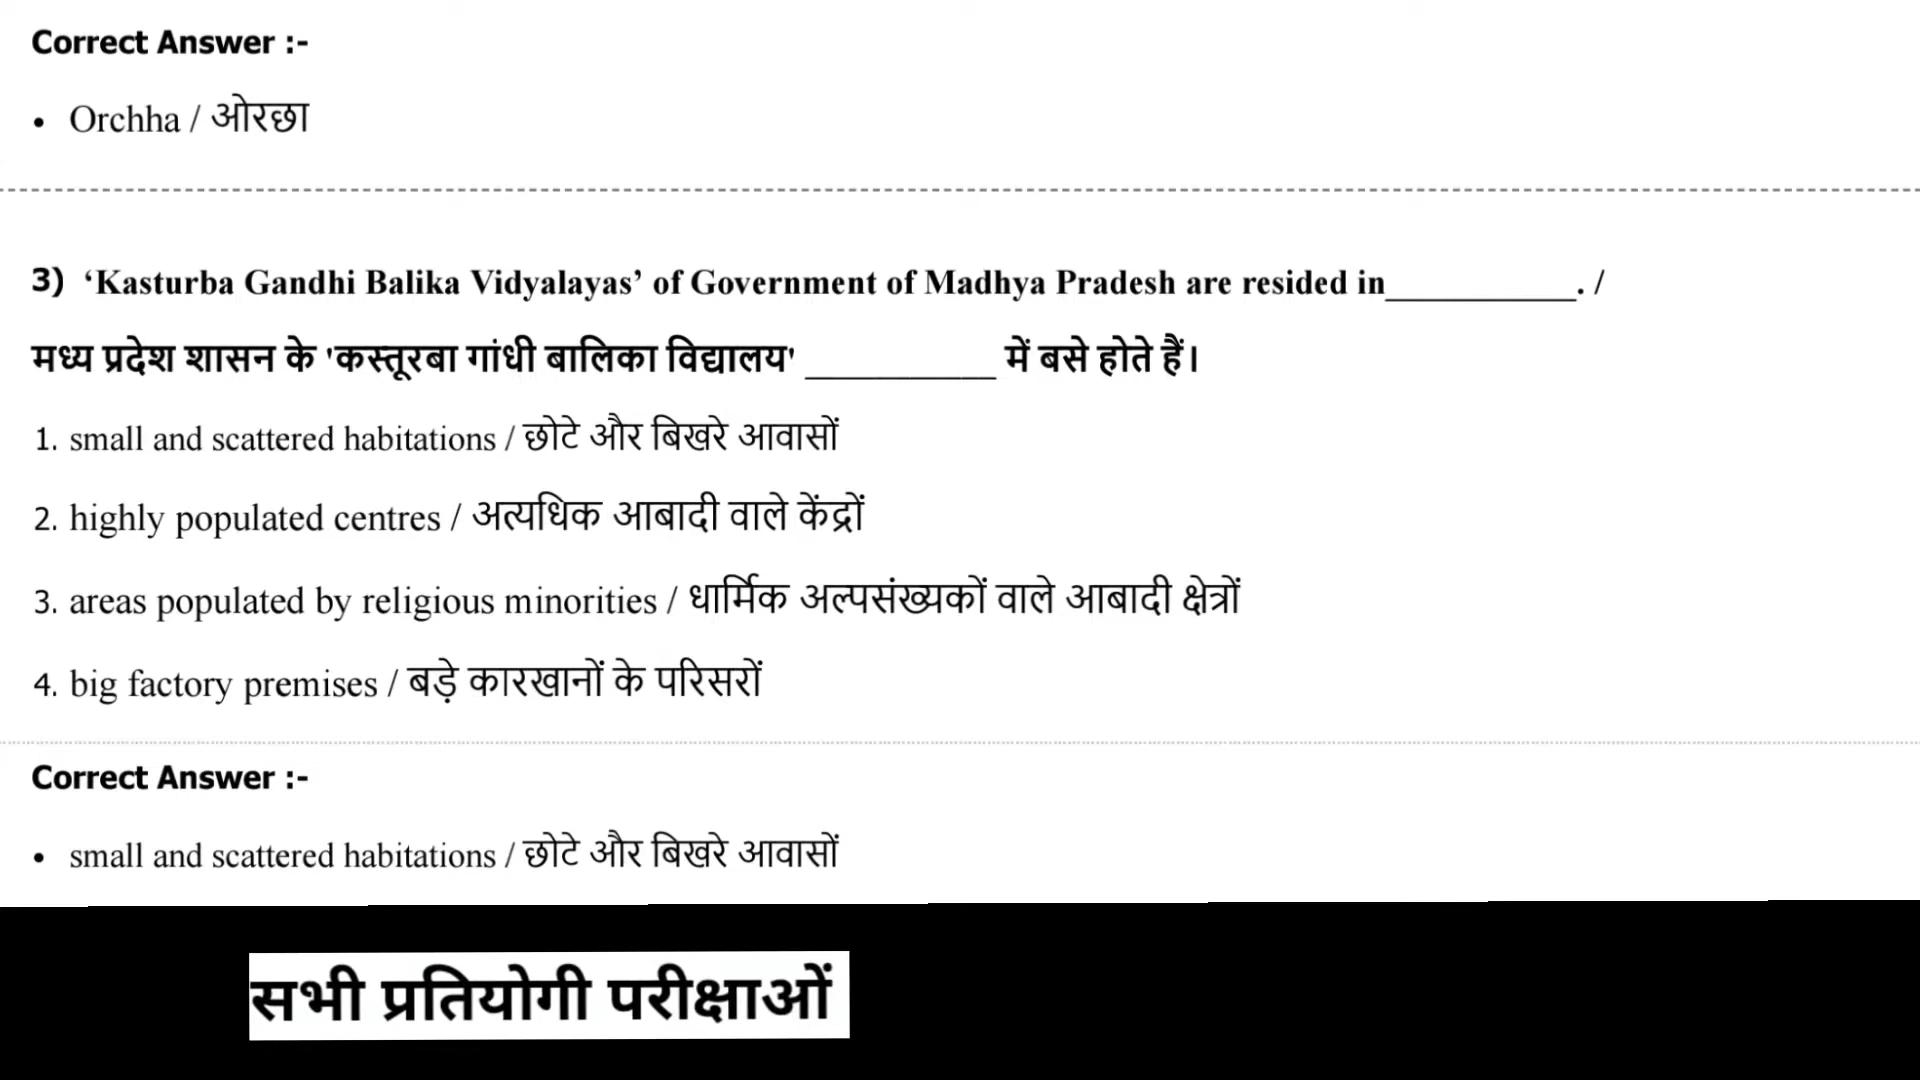 Correct Answer :-
• Orchha / ओरछा
3) ‘Kasturba Gandhi Balika Vidyalayas’ of Government of Madhya Pradesh are resided in___________. /
मध्य प्रदेश शासन के 'कस्तूरबा गांधी बालिका विद्यालय' ___________ में बसे होते हैं।
1. small and scattered habitations / छोटे और बिखरे आवासों
2. highly populated centres / अत्यधिक आबादी वाले केंद्रों
3. areas populated by religious minorities / धार्मिक अल्पसंख्यकों वाले आबादी क्षेत्रों
4. big factory premises / बड़े कारखानों के परिसरों
Correct Answer :-
• small and scattered habitations / छोटे और बिखरे आवासों
सभी प्रतियोगी परीक्षाओं